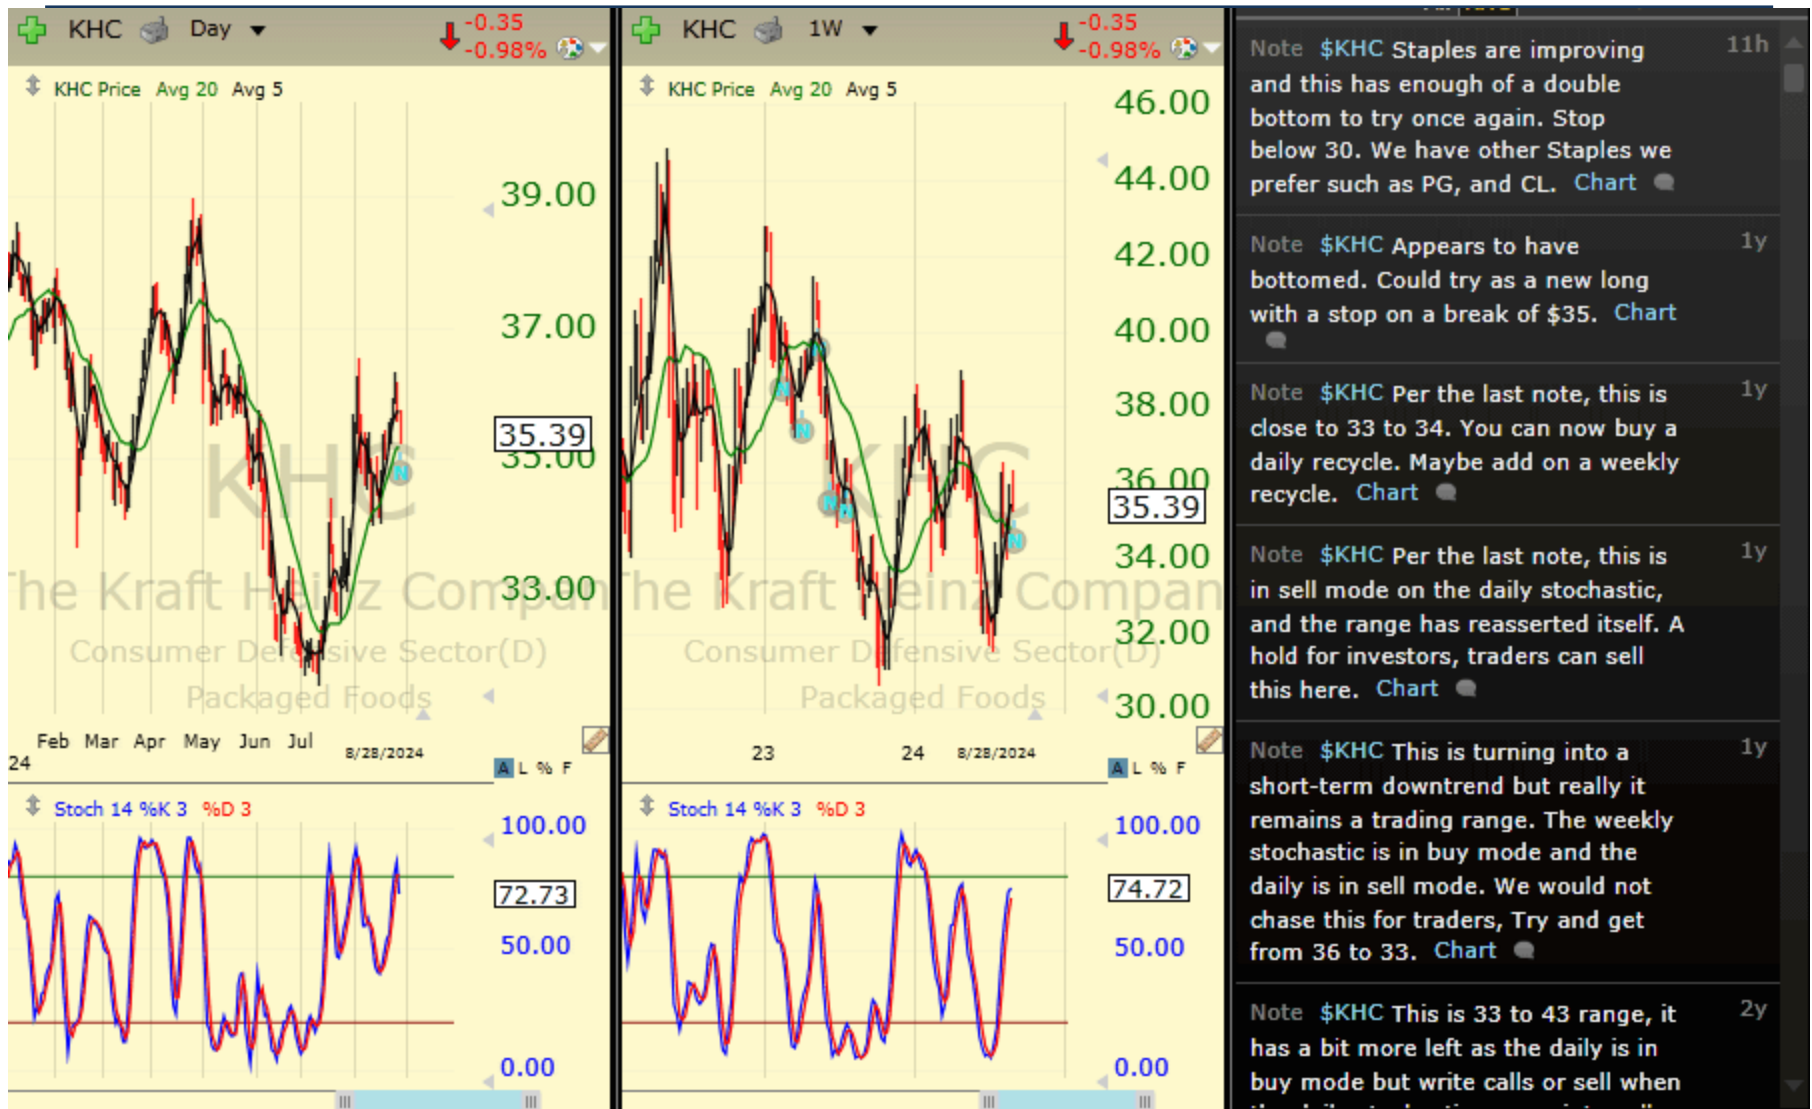 KHC Day
-0.35
-0.98%
KHC Price Avg 20 Avg 5
39.00
37.00
35.39
35.00
33.00
KHC
The Kraft Heinz Compan
Consumer Defensive Sector(D)
Packaged Foods
Feb Mar Apr May Jun Jul
24
8/28/2024
A L % F
Stoch 14 %K 3 %D 3
100.00
72.73
50.00
0.00
N
KHC 1W
-0.35
-0.98%
KHC Price Avg 20 Avg 5
46.00
44.00
42.00
40.00
38.00
36.00
35.39
34.00
32.00
30.00
KHC
The Kraft Heinz Compan
Consumer Defensive Sector(D)
Packaged Foods
N
N
N
N
N
N
23 24 8/28/2024
A L % F
Stoch 14 %K 3 %D 3
100.00
74.72
50.00
0.00
Note $KHC Staples are improving 11h
and this has enough of a double
bottom to try once again. Stop
below 30. We have other Staples we
prefer such as PG, and CL. Chart
Note $KHC Appears to have 1y
bottomed. Could try as a new long
with a stop on a break of $35. Chart
Note $KHC Per the last note, this is 1y
close to 33 to 34. You can now buy a
daily recycle. Maybe add on a weekly
recycle. Chart
Note $KHC Per the last note, this is 1y
in sell mode on the daily stochastic,
and the range has reasserted itself. A
hold for investors, traders can sell
this here. Chart
Note $KHC This is turning into a 1y
short-term downtrend but really it
remains a trading range. The weekly
stochastic is in buy mode and the
daily is in sell mode. We would not
chase this for traders, Try and get
from 36 to 33. Chart
Note $KHC This is 33 to 43 range, it 2y
has a bit more left as the daily is in
buy mode but write calls or sell when